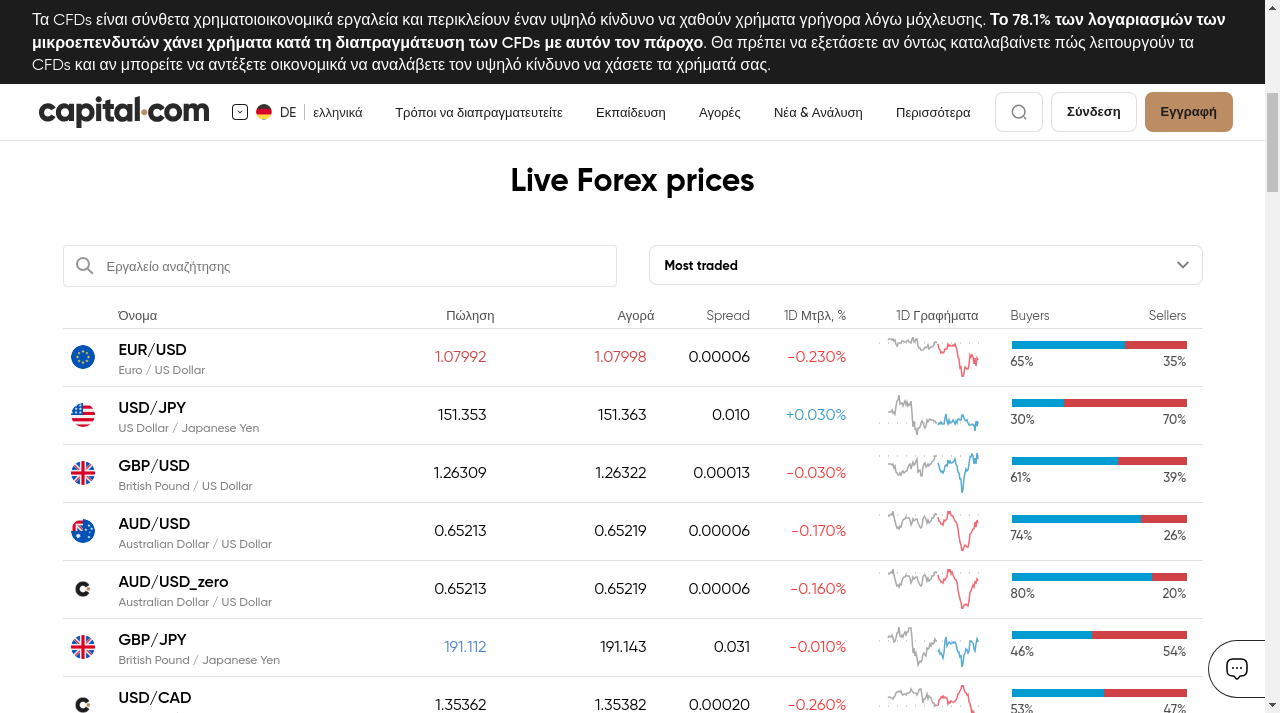 Τα CFDs είναι σύνθετα χρηματοοικονομικά εργαλεία και περικλείουν έναν υψηλό κίνδυνο να χαθούν χρήματα γρήγορα λόγω μόχλευσης. Το 78.1% των λογαριασμών των
μικροεπενδυτών χάνει χρήματα κατά τη διαπραγμάτευση των CFDs με αυτόν τον πάροχο. Θα πρέπει να εξετάσετε αν όντως καταλαβαίνετε πώς λειτουργούν τα
CFDs και αν μπορείτε να αντέξετε οικονομικά να αναλάβετε τον υψηλό κίνδυνο να χάσετε τα χρήματά σας.
capital.com DE ελληνικά Τρόποι να διαπραγματευτείτε Εκπαίδευση Αγορές Νέα & Ανάλυση Περισσότερα Σύνδεση Εγγραφή
Live Forex prices
Εργαλείο αναζήτησης Most traded
Όνομα Πώληση Αγορά Spread 1D Μτβλ, % 1D Γραφήματα Buyers Sellers
EUR/USD 1.07992 1.07998 0.00006 -0.230%
Euro / US Dollar 65% 35%
USD/JPY 151.353 151.363 0.010 +0.030%
US Dollar / Japanese Yen 30% 70%
GBP/USD 1.26309 1.26322 0.00013 -0.030%
British Pound / US Dollar 61% 39%
AUD/USD 0.65213 0.65219 0.00006 -0.170%
Australian Dollar / US Dollar 74% 26%
AUD/USD_zero 0.65213 0.65219 0.00006 -0.160%
Australian Dollar / US Dollar 80% 20%
GBP/JPY 191.112 191.143 0.031 -0.010%
British Pound / Japanese Yen 46% 54%
USD/CAD 1.35362 1.35382 0.00020 -0.260%
53% 47%